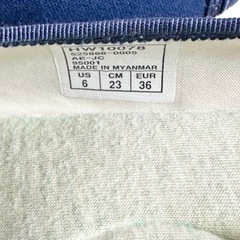 HW10078
525888-0005
AE-JC
95001
MADE IN MYANMAR
US CM EUR
6 23 36